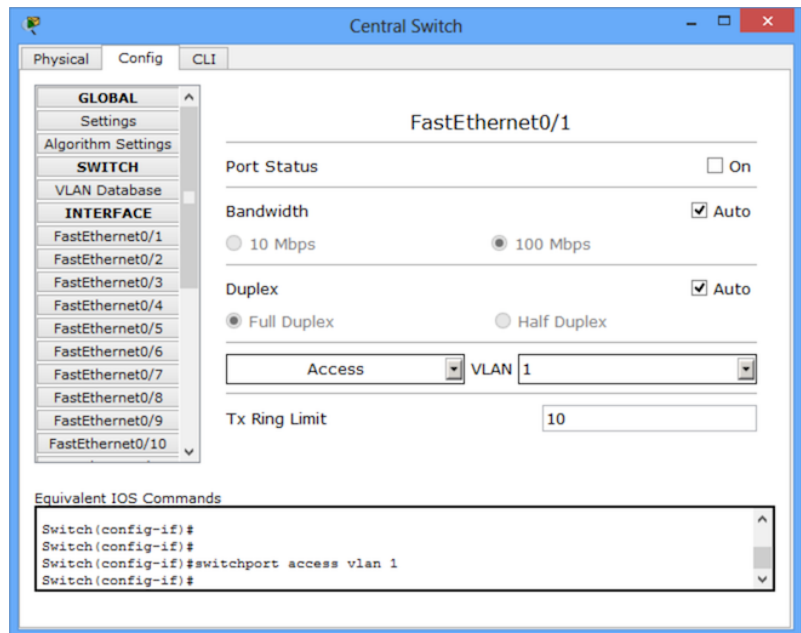 Central Switch
Physical Config CLI
GLOBAL
Settings
Algorithm Settings
SWITCH
VLAN Database
INTERFACE
FastEthernet0/1
FastEthernet0/2
FastEthernet0/3
FastEthernet0/4
FastEthernet0/5
FastEthernet0/6
FastEthernet0/7
FastEthernet0/8
FastEthernet0/9
FastEthernet0/10
FastEthernet0/1
Port Status On
Bandwidth Auto
10 Mbps 100 Mbps
Duplex Auto
Full Duplex Half Duplex
Access VLAN 1
Tx Ring Limit 10
Equivalent IOS Commands
Switch(config-if)#
Switch(config-if)#
Switch(config-if)#switchport access vlan 1
Switch(config-if)#